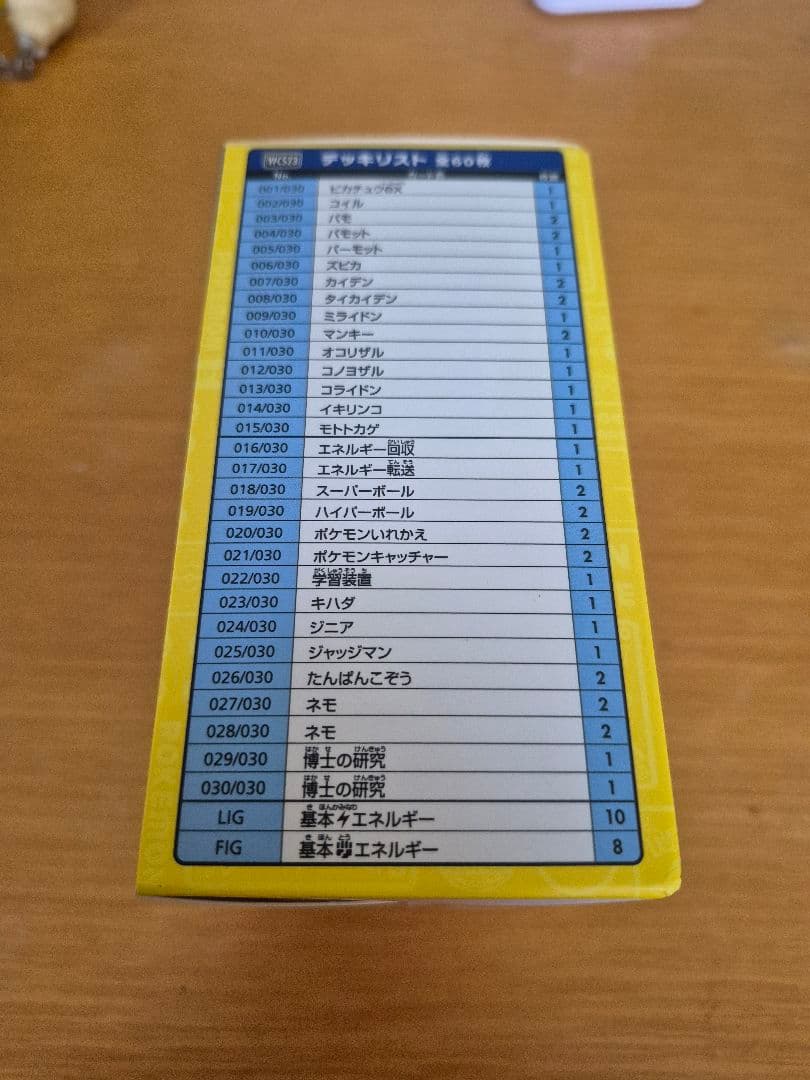 WCS23 デッキリスト 全60枚
No. カード名 枚数
001/030 ピカチュウex 1
002/030 コイル 1
003/030 パモ 2
004/030 パモット 2
005/030 パーモット 1
006/030 ズピカ 1
007/030 カイデン 2
008/030 タイカイデン 2
009/030 ミライドン 1
010/030 マンキー 2
011/030 オコリザル 1
012/030 コノヨザル 1
013/030 コライドン 1
014/030 イキリンコ 1
015/030 モトトカゲ 1
016/030 エネルギー回収 1
017/030 エネルギー転送 1
018/030 スーパーボール 2
019/030 ハイパーボール 2
020/030 ポケモンいれかえ 2
021/030 ポケモンキャッチャー 2
022/030 学習装置 1
023/030 キハダ 1
024/030 ジニア 1
025/030 ジャッジマン 1
026/030 たんぱんこぞう 2
027/030 ネモ 2
028/030 ネモ 2
029/030 博士の研究 1
030/030 博士の研究 1
LIG 基本エネルギー 10
FIG 基本エネルギー 8